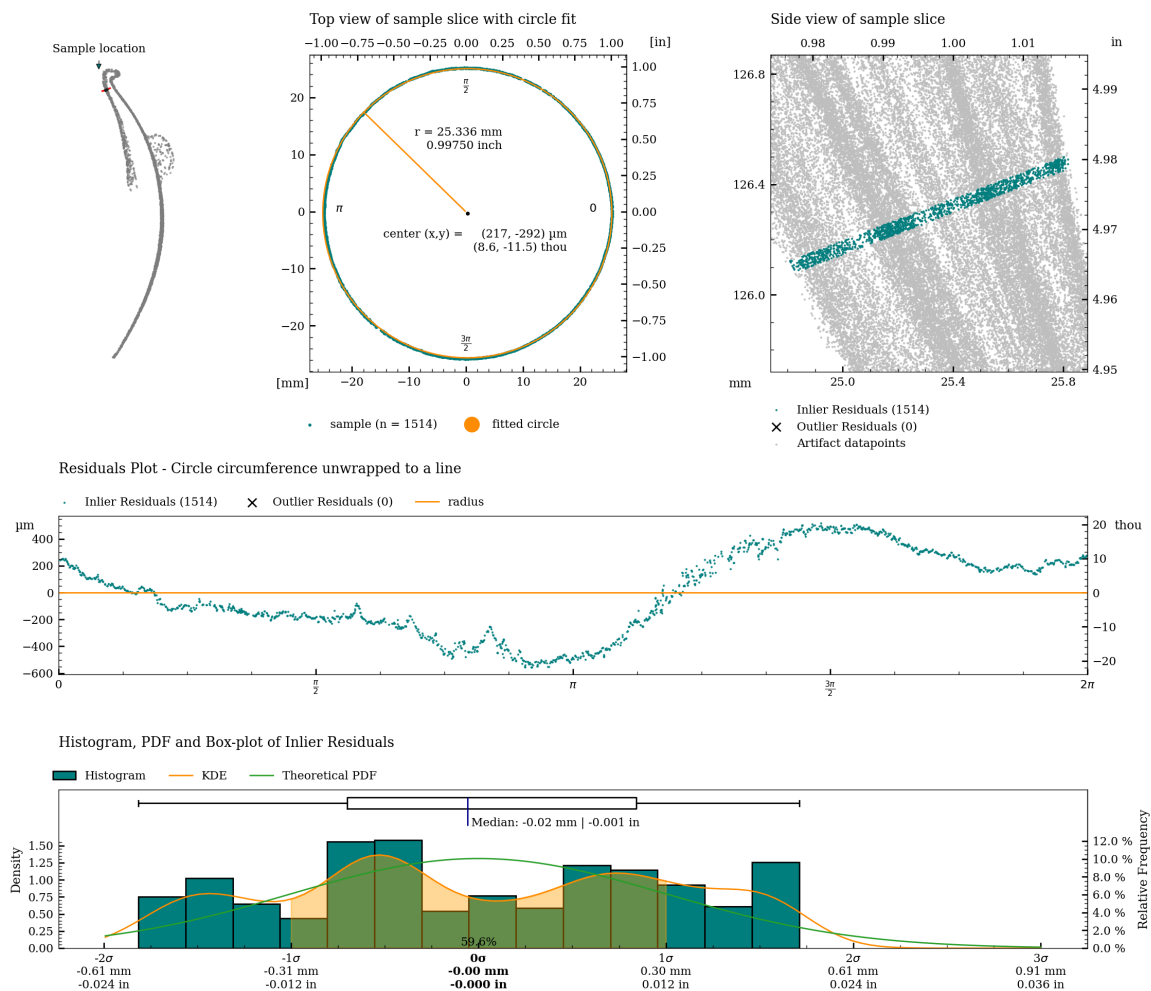 Sample location
Top view of sample slice with circle fit
−1.00 −0.75 −0.50 −0.25 0.00 0.25 0.50 0.75 1.00 [in]
20
10
0
−10
−20
1.00
0.75
0.50
0.25
0.00
−0.25
−0.50
−0.75
−1.00
π/2
r = 25.336 mm
0.99750 inch
π
0
center (x,y) = (217, -292) µm
(8.6, -11.5) thou
3π/2
[mm] −20 −10 0 10 20
sample (n = 1514) fitted circle
Side view of sample slice
0.98 0.99 1.00 1.01 in
126.8
126.4
126.0
4.99
4.98
4.97
4.96
4.95
mm 25.0 25.4 25.8
Inlier Residuals (1514)
Outlier Residuals (0)
Artifact datapoints
Residuals Plot - Circle circumference unwrapped to a line
Inlier Residuals (1514) Outlier Residuals (0) radius
µm
400
200
0
−200
−400
−600
20 thou
10
0
−10
−20
0 π/2 π 3π/2 2π
Histogram, PDF and Box-plot of Inlier Residuals
Histogram KDE Theoretical PDF
Median: -0.02 mm | -0.001 in
Density
1.50
1.25
1.00
0.75
0.50
0.25
0.00
12.0 %
10.0 %
8.0 %
6.0 %
4.0 %
2.0 %
0.0 %
Relative Frequency
59.6%
-2σ -1σ 0σ 1σ 2σ 3σ
-0.61 mm -0.31 mm -0.00 mm 0.30 mm 0.61 mm 0.91 mm
-0.024 in -0.012 in -0.000 in 0.012 in 0.024 in 0.036 in